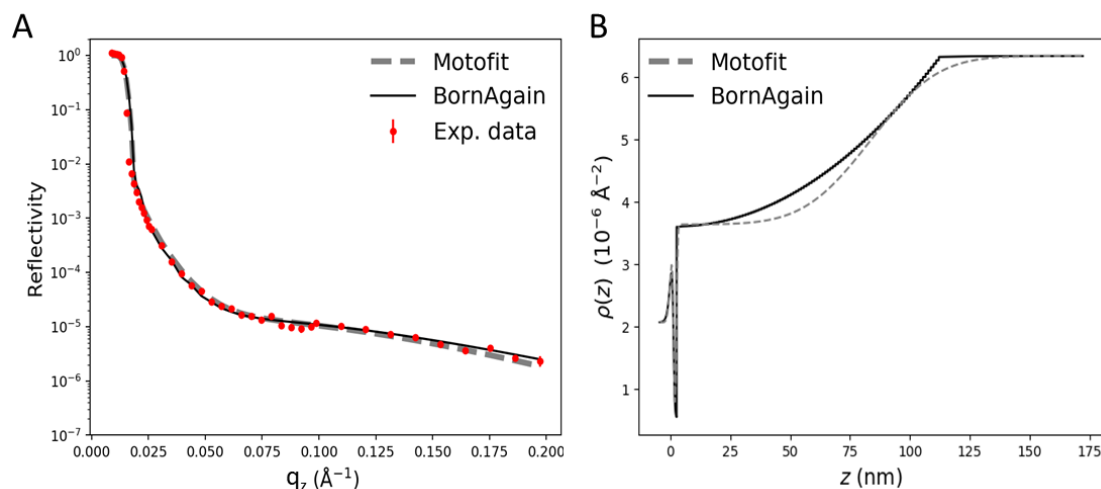 A
10⁰
10⁻¹
10⁻²
10⁻³
10⁻⁴
10⁻⁵
10⁻⁶
10⁻⁷
Reflectivity
Motofit
BornAgain
Exp. data
0.000 0.025 0.050 0.075 0.100 0.125 0.150 0.175 0.200
q_z (Å⁻¹)
B
6
5
4
3
2
1
ρ(z) (10⁻⁶ Å⁻²)
Motofit
BornAgain
0 25 50 75 100 125 150 175
z (nm)